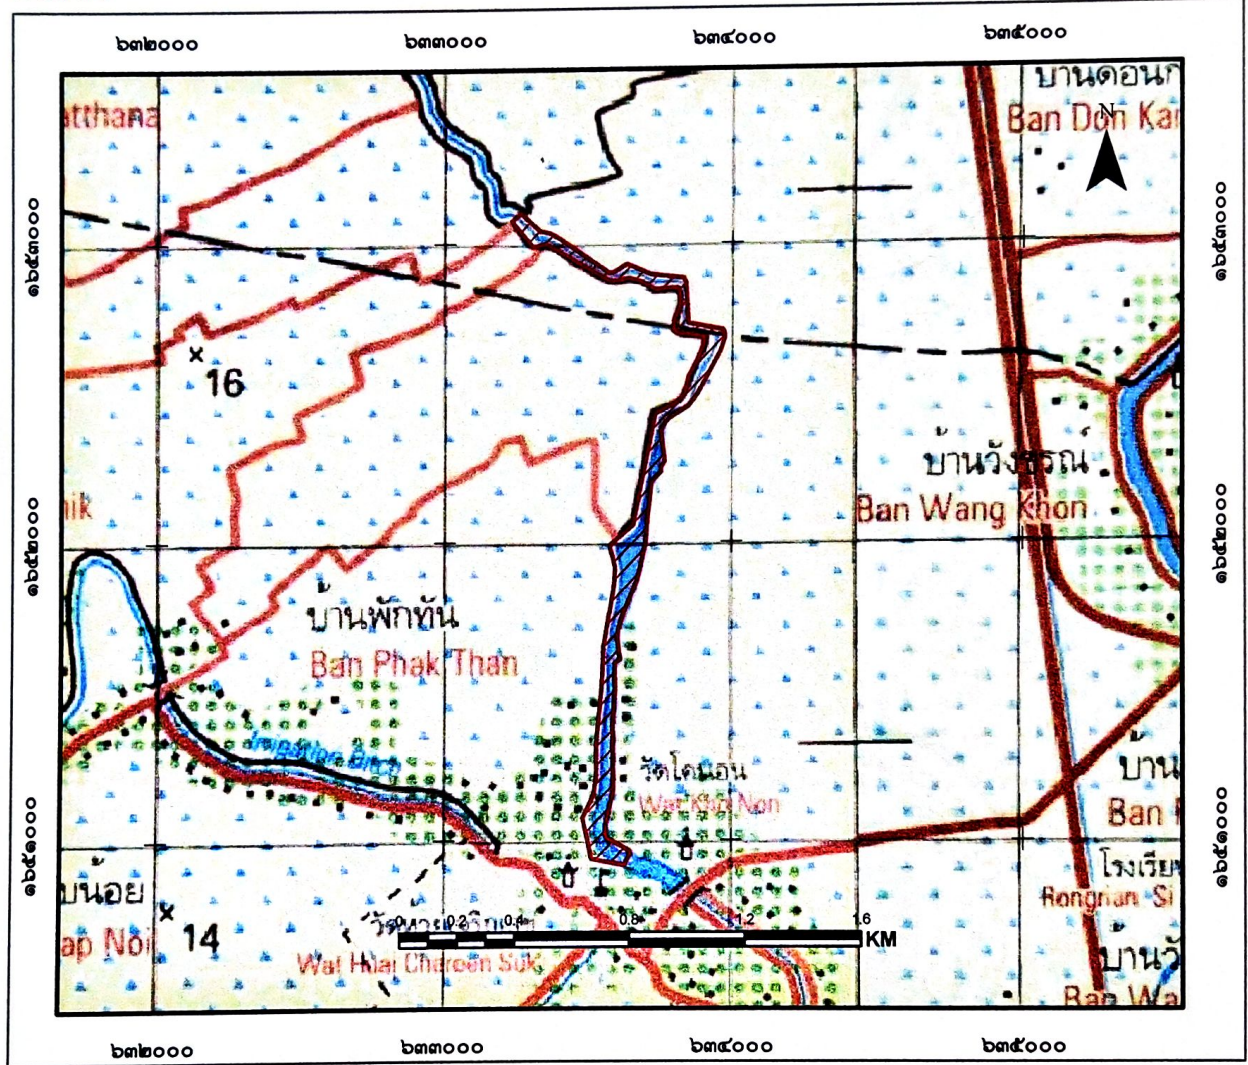 ๖๓๒๐๐๐ ๖๓๓๐๐๐ ๖๓๔๐๐๐ ๖๓๕๐๐๐
บ้านดอนก
atthana
Ban Don Kar
N
๑๖๕๓๐๐๐ ๑๖๕๓๐๐๐
16
บ้านวังขรณ์
nik
Ban Wang Khon
๑๖๕๒๐๐๐ ๑๖๕๒๐๐๐
บ้านพักทัน
Ban Phak Than
Irrigation Ditch
วัดโคนอน
บ้าน
Wat Kho Non
Ban
๑๖๕๑๐๐๐ ๑๖๕๑๐๐๐
โรงเรีย
บนอย
Rongrian Si
0 0.2 0.4 0.8 1.2 1.6
14
ap Noi
KM
บ้านวั
Wat Huai Charoen Suk
Ban Wa
๖๓๒๐๐๐ ๖๓๓๐๐๐ ๖๓๔๐๐๐ ๖๓๕๐๐๐